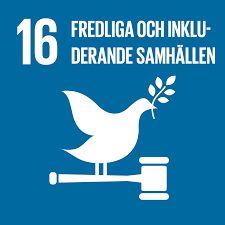 16 FREDLIGA OCH INKLU-
DERANDE SAMHÄLLEN